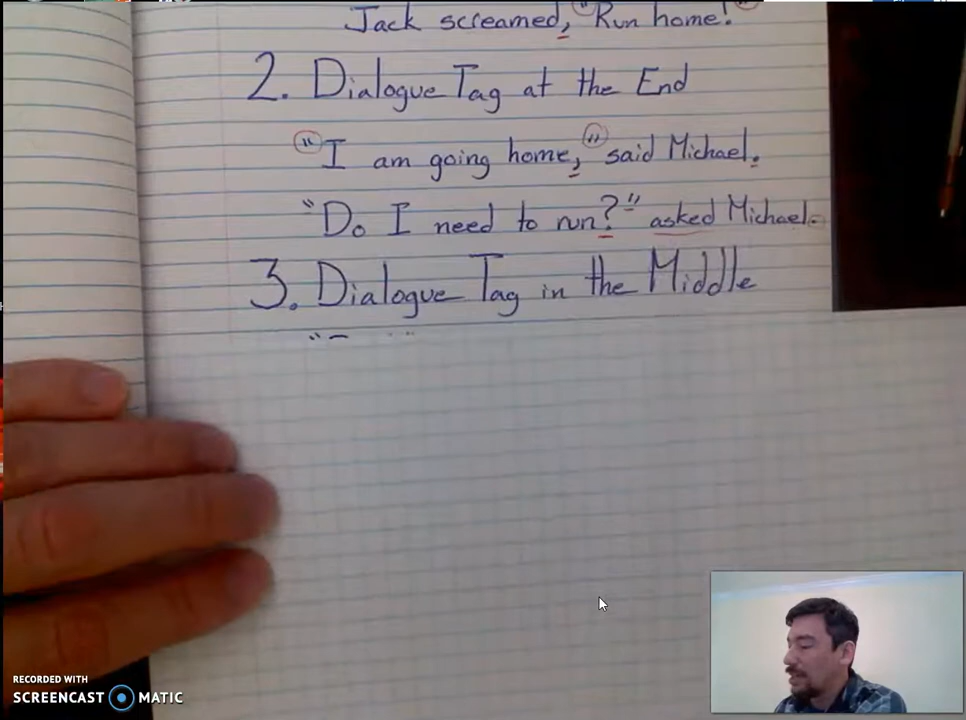 Jack screamed, "Run home!"
2. Dialogue Tag at the End
"I am going home," said Michael.
"Do I need to run?" asked Michael.
3. Dialogue Tag in the Middle
RECORDED WITH
SCREENCAST MATIC